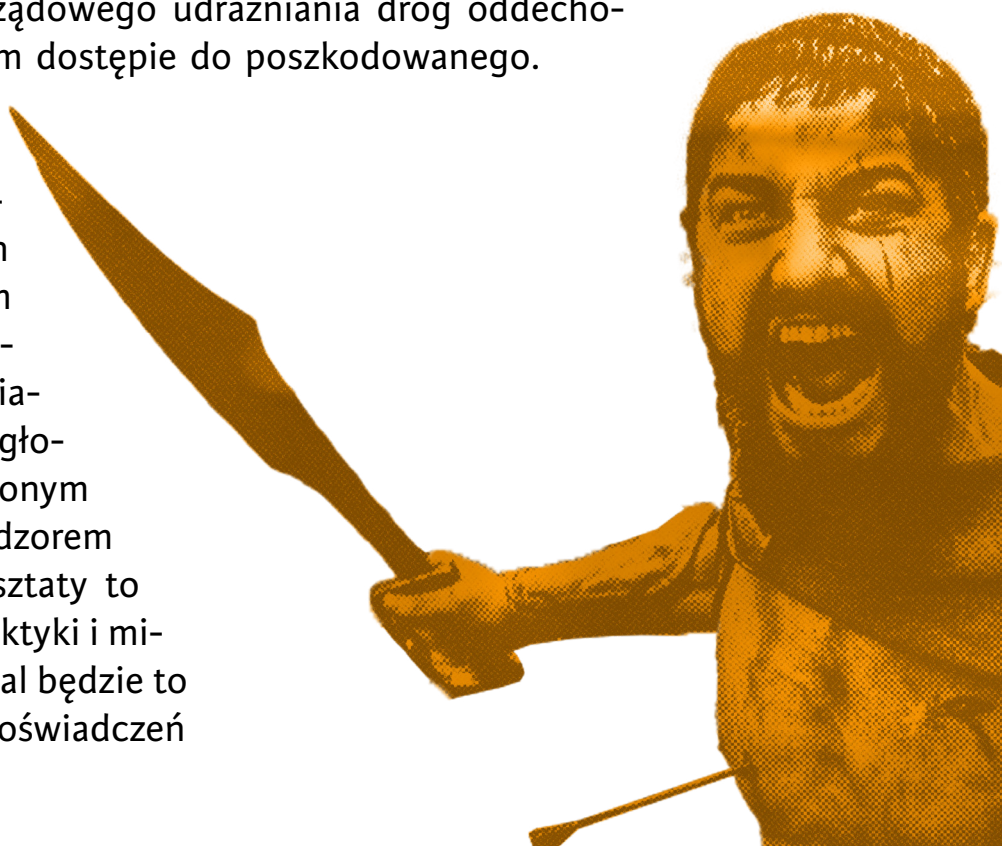 ządowego udrażniania dróg oddecho-
m dostępie do poszkodowanego.
-
ia-
gło-
onym
dzorem
sztaty to
ktyki i mi-
al będzie to
oświadczeń